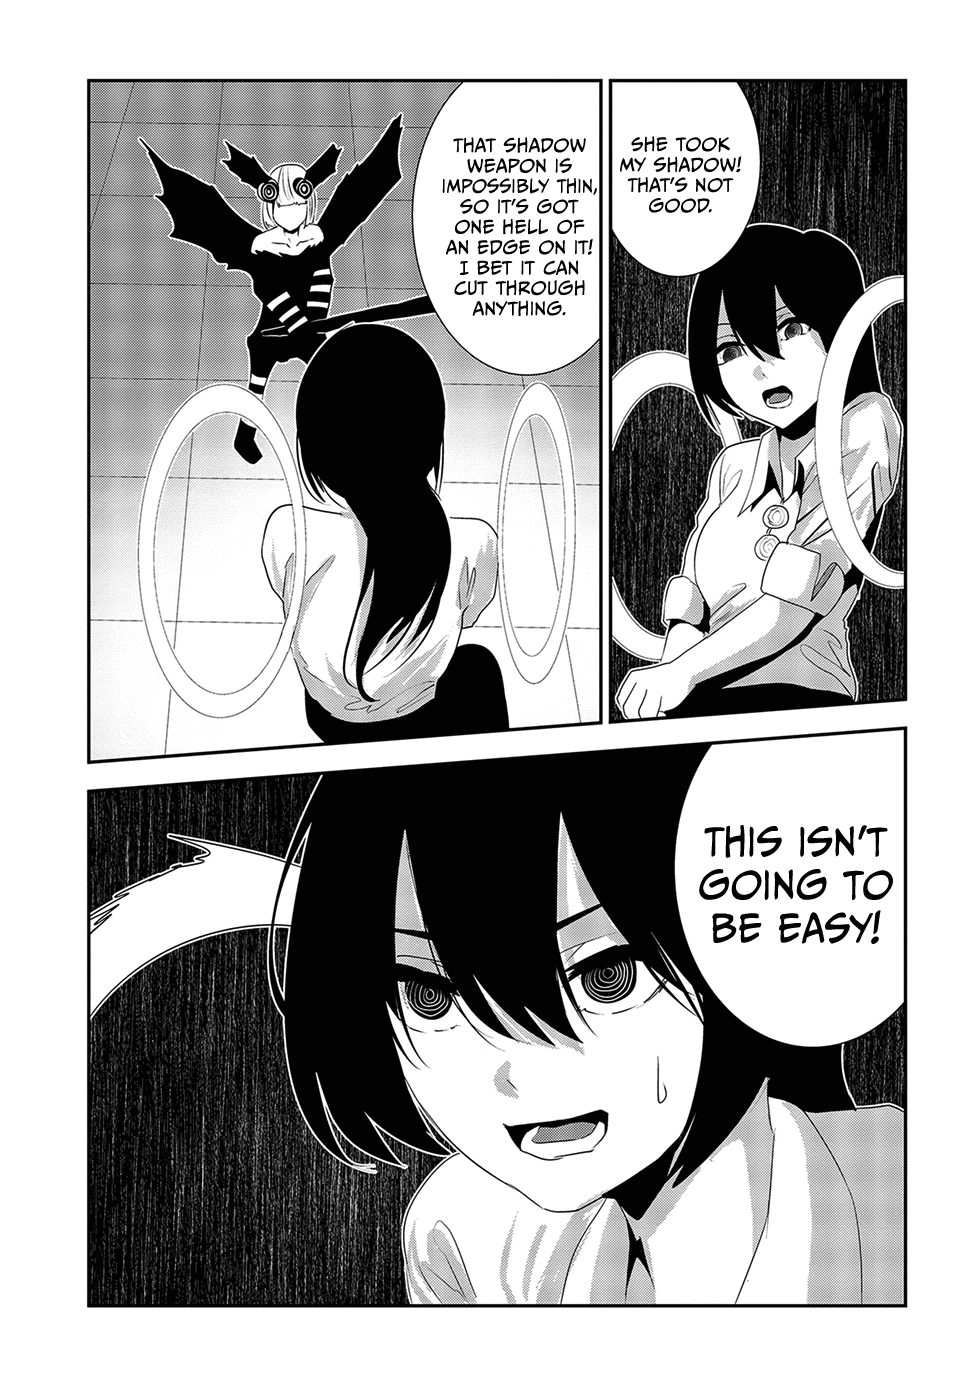 SHE TOOK
MY SHADOW!
THAT'S NOT
GOOD.
THAT SHADOW
WEAPON IS
IMPOSSIBLY THIN,
SO IT'S GOT
ONE HELL OF
AN EDGE ON IT!
I BET IT CAN
CUT THROUGH
ANYTHING.
THIS ISN'T
GOING TO
BE EASY!